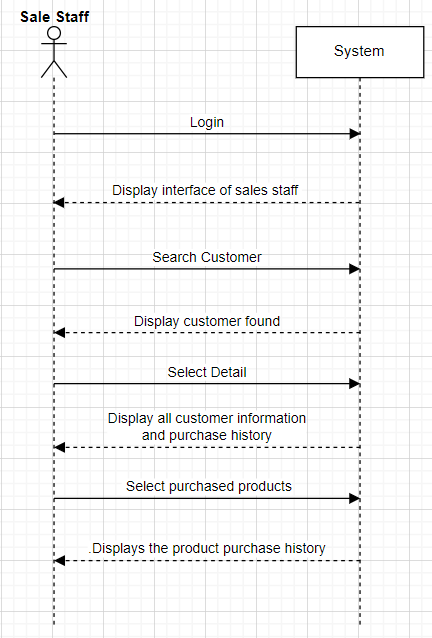 Sale Staff
System
Login
Display interface of sales staff
Search Customer
Display customer found
Select Detail
Display all customer information
and purchase history
Select purchased products
.Displays the product purchase history